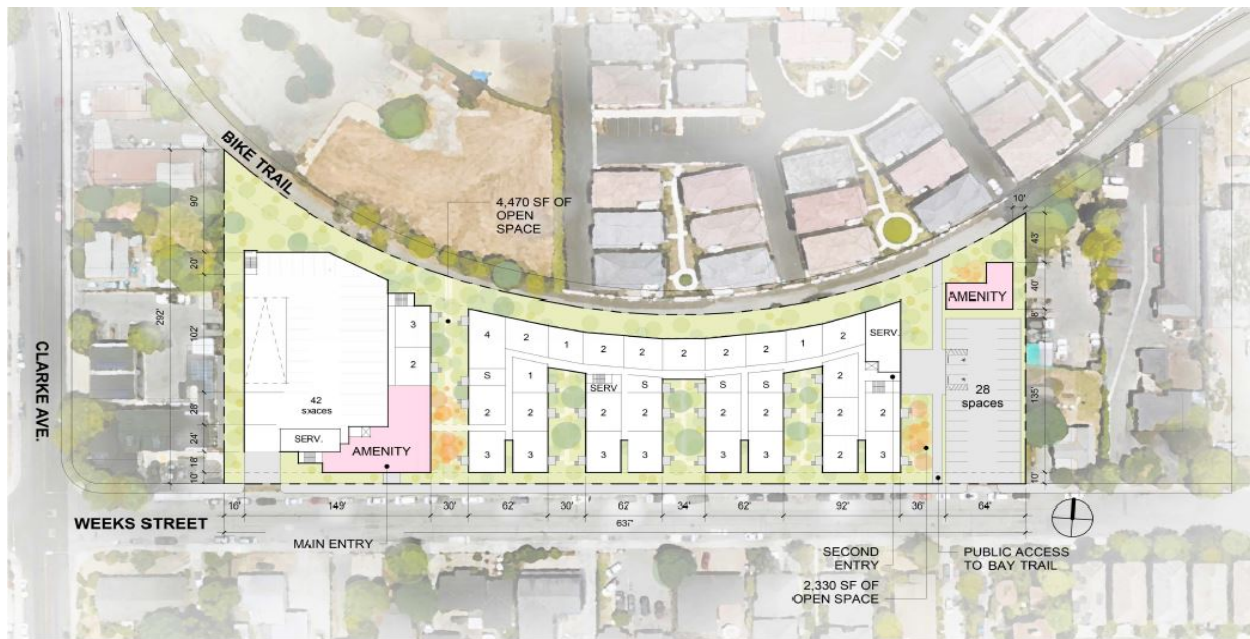 BIKE TRAIL
4,470 SF OF
OPEN
SPACE
10'
90'
20'
292'
102'
28'
24'
18'
10'
43'
40'
8'
135'
10'
AMENITY
SERV.
4 2 1 2 2 2 2 2 1 2
3
2
S 1 SERV S S S 2
2 2 2 2 2 2 2 2
3 3 3 3 3 3 2 3
42
spaces
28
spaces
SERV.
AMENITY
CLARKE AVE.
149' 30' 62' 30' 62' 34' 62' 92' 36' 64'
WEEKS STREET
MAIN ENTRY
SECOND
ENTRY
2,330 SF OF
OPEN SPACE
PUBLIC ACCESS
TO BAY TRAIL